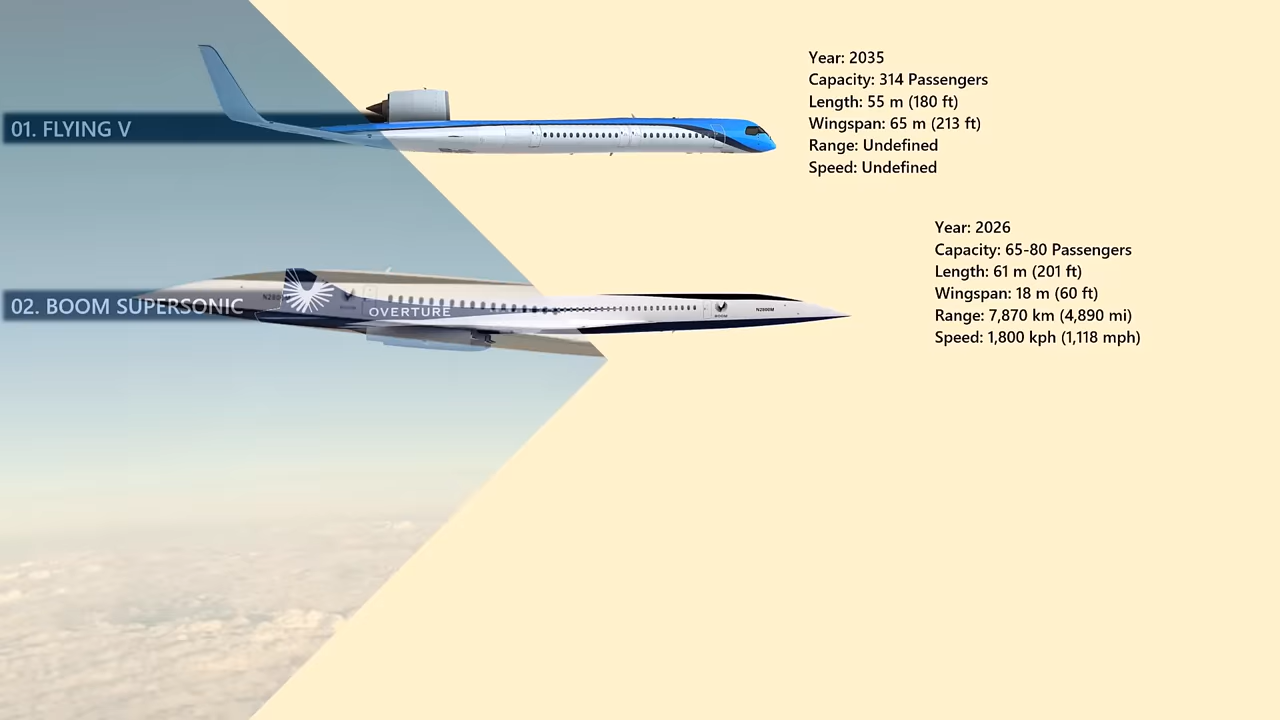 01. FLYING V
Year: 2035
Capacity: 314 Passengers
Length: 55 m (180 ft)
Wingspan: 65 m (213 ft)
Range: Undefined
Speed: Undefined
02. BOOM SUPERSONIC
OVERTURE
BOOM
N2800M
Year: 2026
Capacity: 65-80 Passengers
Length: 61 m (201 ft)
Wingspan: 18 m (60 ft)
Range: 7,870 km (4,890 mi)
Speed: 1,800 kph (1,118 mph)